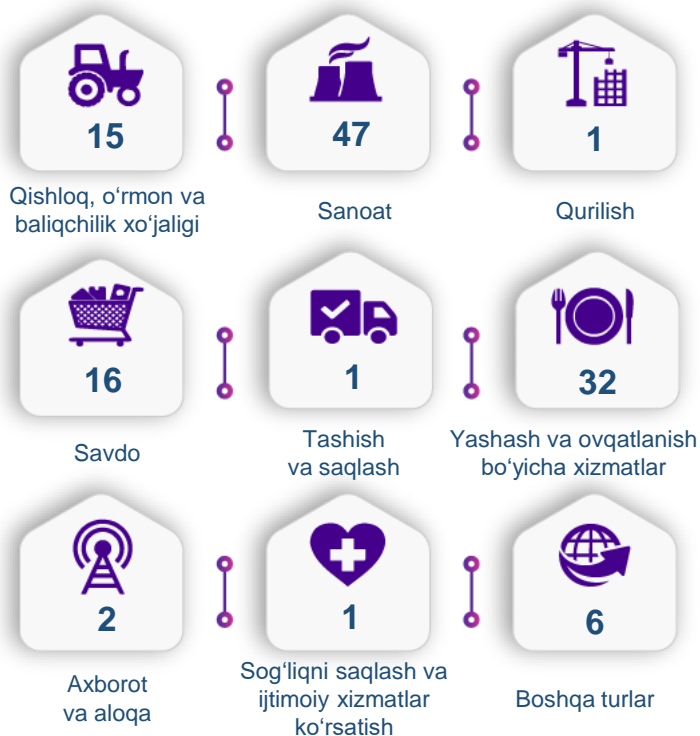 15
Qishloq, o‘rmon va
baliqchilik xo‘jaligi
47
Sanoat
1
Qurilish
16
Savdo
1
Tashish
va saqlash
32
Yashash va ovqatlanish
bo‘yicha xizmatlar
2
Axborot
va aloqa
1
Sog‘liqni saqlash va
ijtimoiy xizmatlar
ko‘rsatish
6
Boshqa turlar